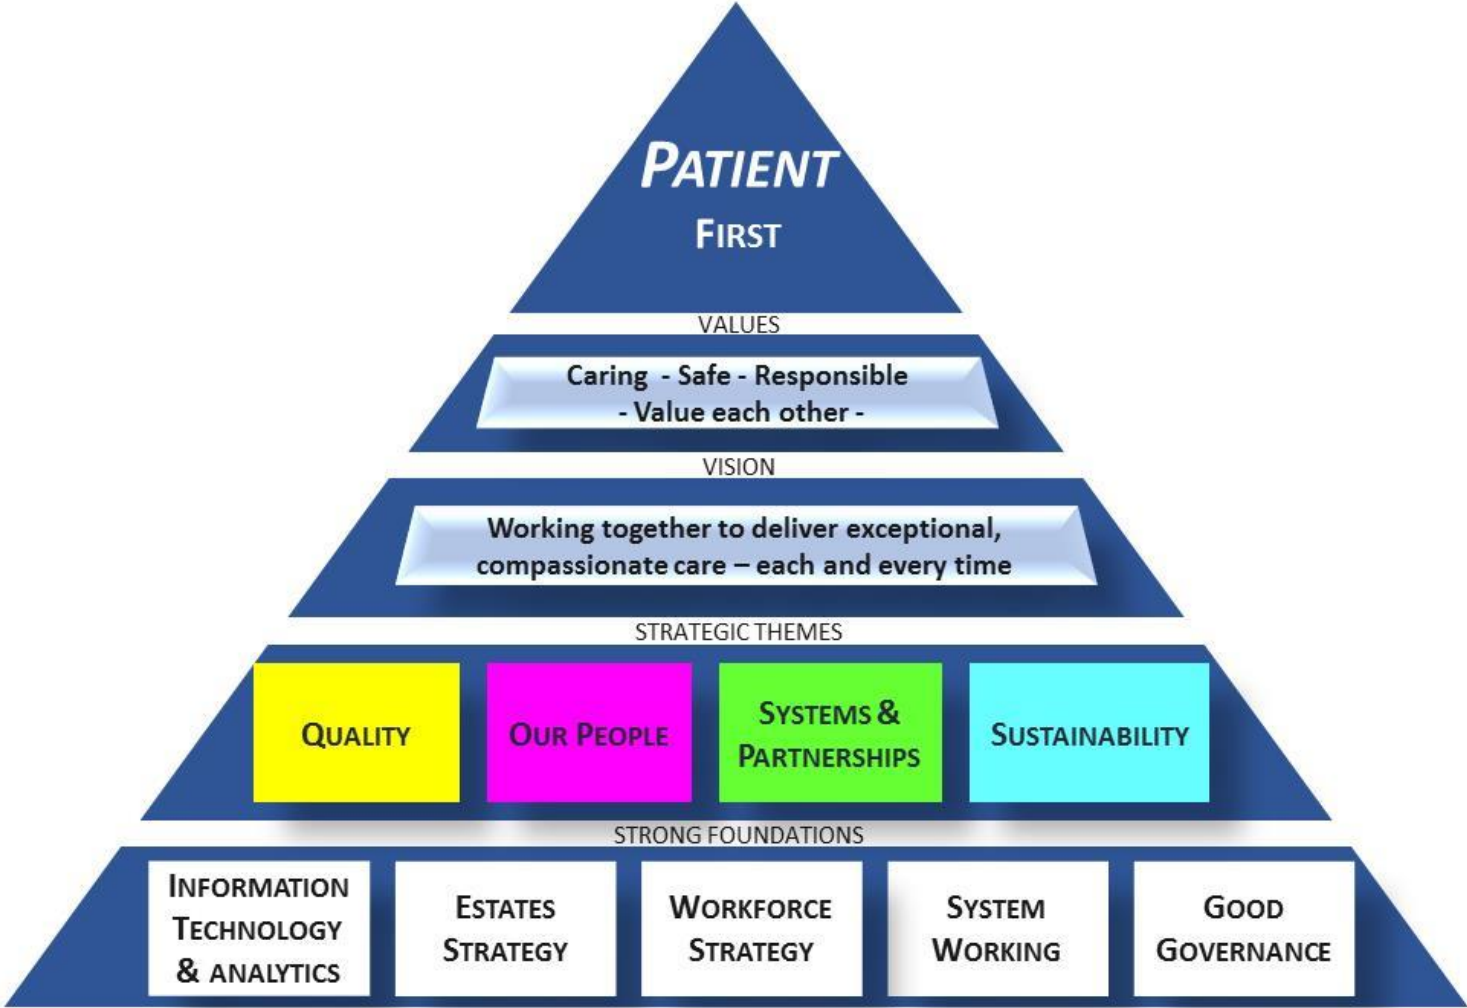 PATIENT
FIRST
VALUES
Caring - Safe - Responsible
- Value each other -
VISION
Working together to deliver exceptional,
compassionate care – each and every time
STRATEGIC THEMES
QUALITY
OUR PEOPLE
SYSTEMS &
PARTNERSHIPS
SUSTAINABILITY
STRONG FOUNDATIONS
INFORMATION
TECHNOLOGY
& ANALYTICS
ESTATES
STRATEGY
WORKFORCE
STRATEGY
SYSTEM
WORKING
GOOD
GOVERNANCE